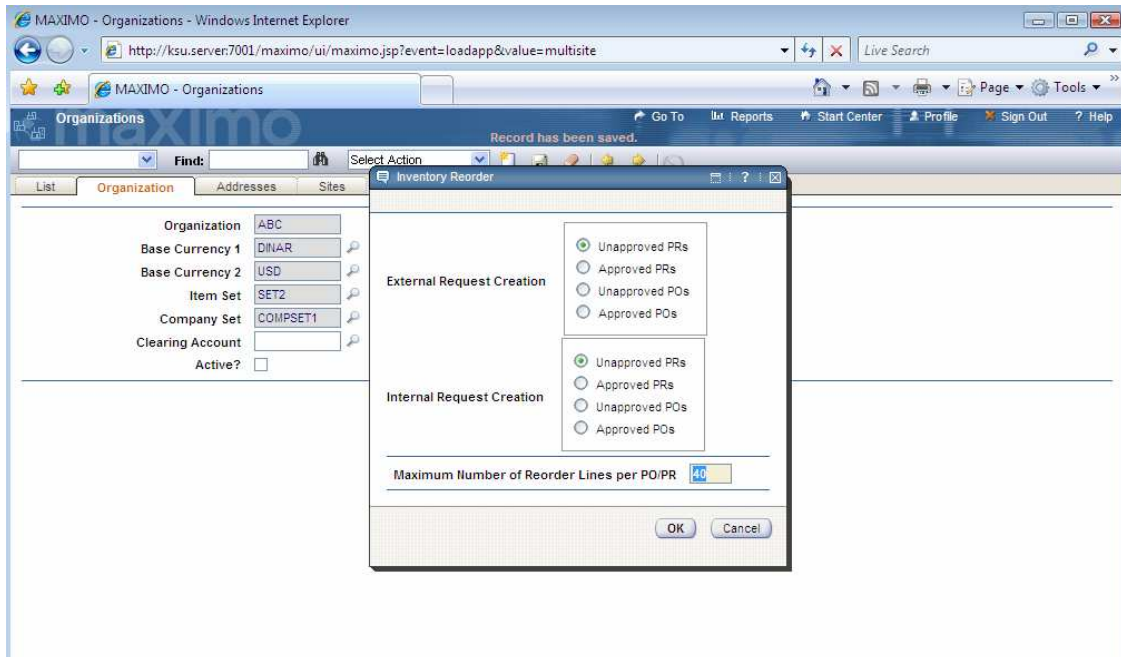 MAXIMO - Organizations - Windows Internet Explorer
http://ksu.server:7001/maximo/ui/maximo.jsp?event=loadapp&value=multisite
Live Search
MAXIMO - Organizations
Page
Tools
»
Organizations
maximo
Record has been saved.
Go To
Reports
Start Center
Profile
Sign Out
? Help
Find:
Select Action
List
Organization
Addresses
Sites
Inventory Reorder
?
Organization ABC
Base Currency 1 DINAR
Base Currency 2 USD
Item Set SET2
Company Set COMPSET1
Clearing Account
Active?
External Request Creation
Unapproved PRs
Approved PRs
Unapproved POs
Approved POs
Internal Request Creation
Unapproved PRs
Approved PRs
Unapproved POs
Approved POs
Maximum Number of Reorder Lines per PO/PR 40
OK
Cancel